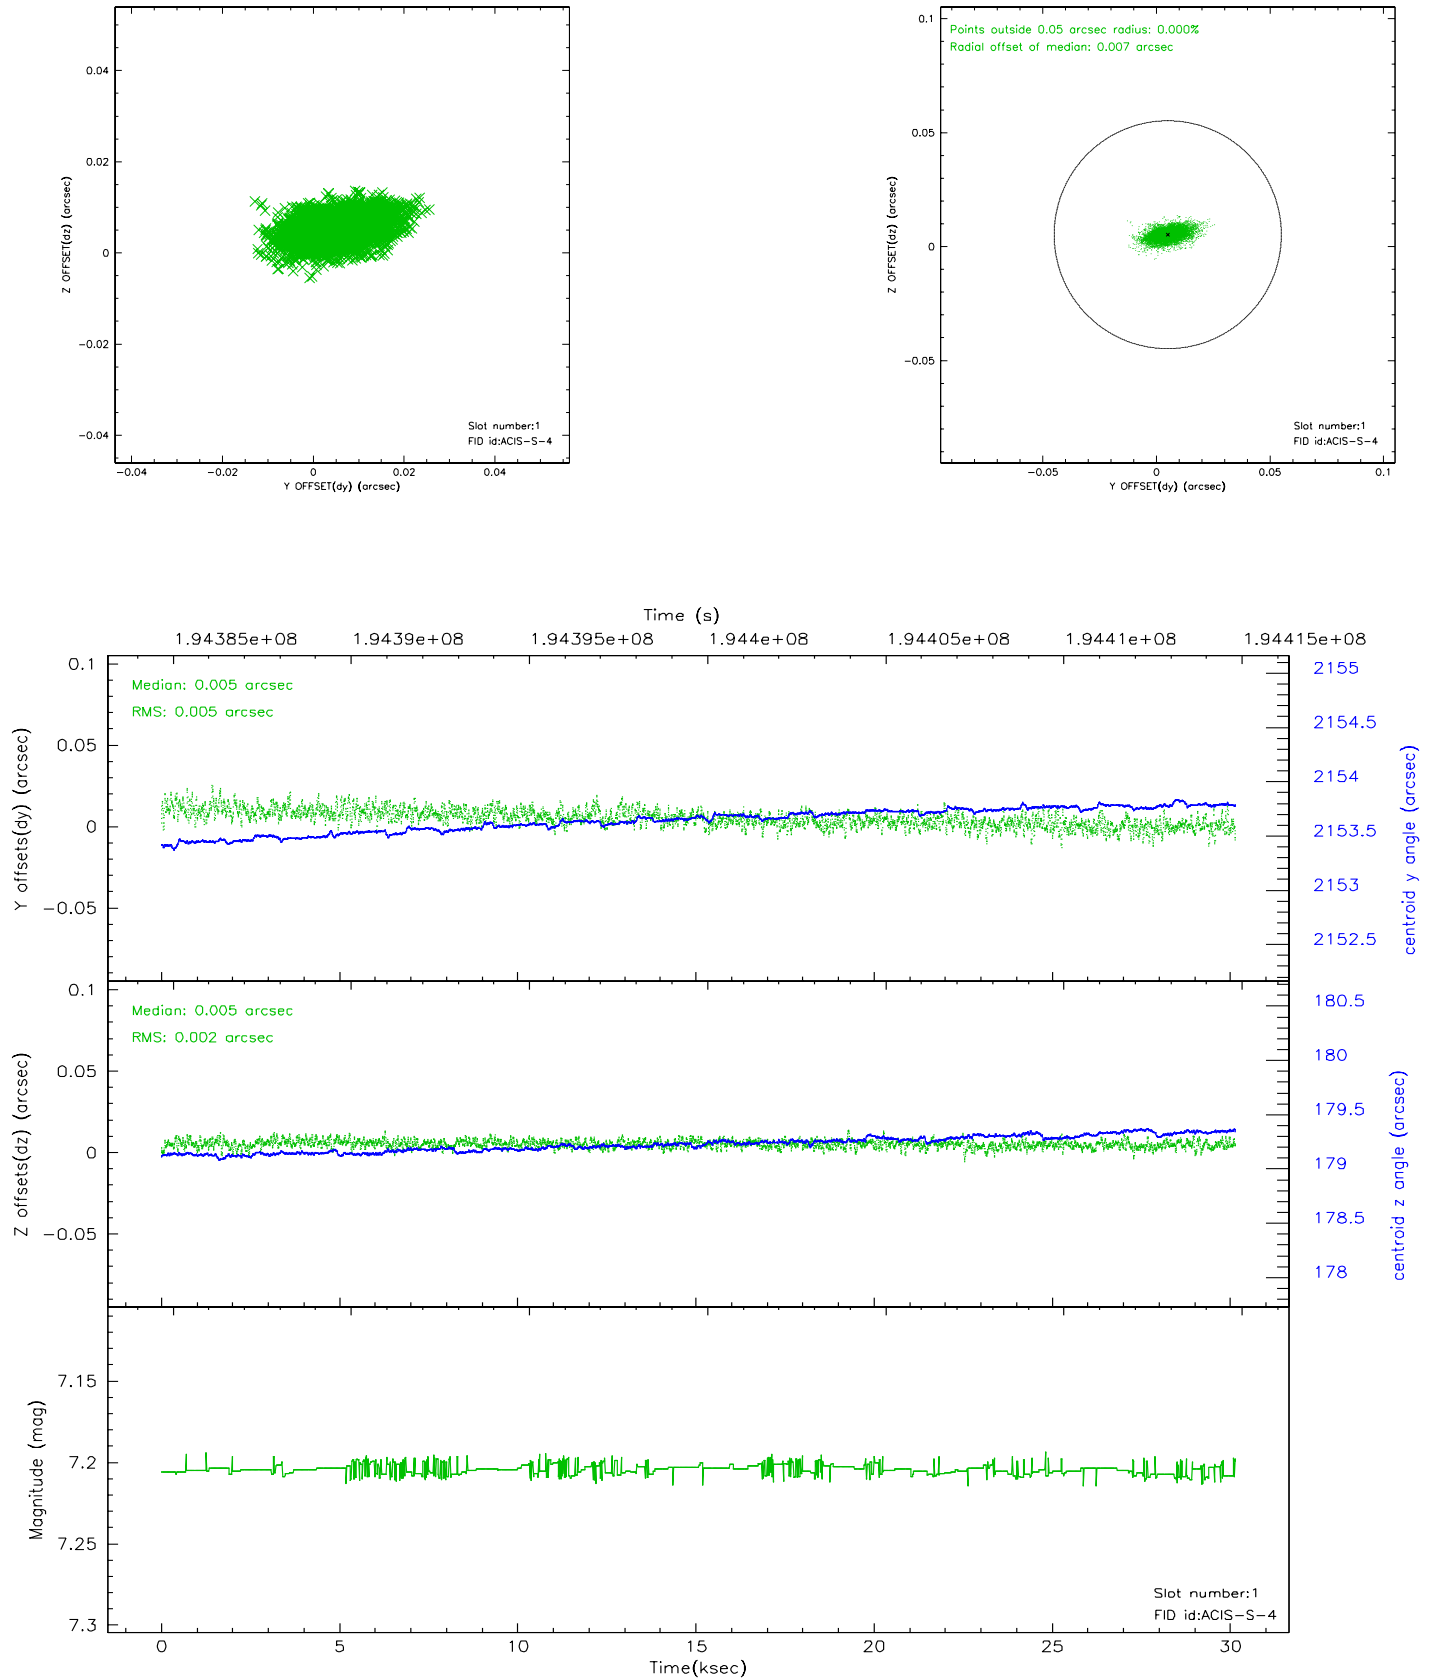 0.04
0.02
0
−0.02
−0.04
Z OFFSET(dz) (arcsec)
Slot number:1
FID id:ACIS−S−4
−0.04
−0.02
0
0.02
0.04
Y OFFSET(dy) (arcsec)
Points outside 0.05 arcsec radius: 0.000%
Radial offset of median: 0.007 arcsec
0.1
0.05
0
−0.05
Z OFFSET(dz) (arcsec)
Slot number:1
FID id:ACIS−S−4
−0.05
0
0.05
0.1
Y OFFSET(dy) (arcsec)
Time (s)
1.94385e+08
1.9439e+08
1.94395e+08
1.944e+08
1.94405e+08
1.9441e+08
1.94415e+08
Median: 0.005 arcsec
RMS: 0.005 arcsec
0.1
0.05
0
−0.05
Y offsets(dy) (arcsec)
2155
2154.5
2154
2153.5
2153
2152.5
centroid y angle (arcsec)
Median: 0.005 arcsec
RMS: 0.002 arcsec
0.1
0.05
0
−0.05
Z offsets(dz) (arcsec)
180.5
180
179.5
179
178.5
178
centroid z angle (arcsec)
7.15
7.2
7.25
7.3
Magnitude (mag)
Slot number:1
FID id:ACIS−S−4
0
5
10
15
20
25
30
Time(ksec)